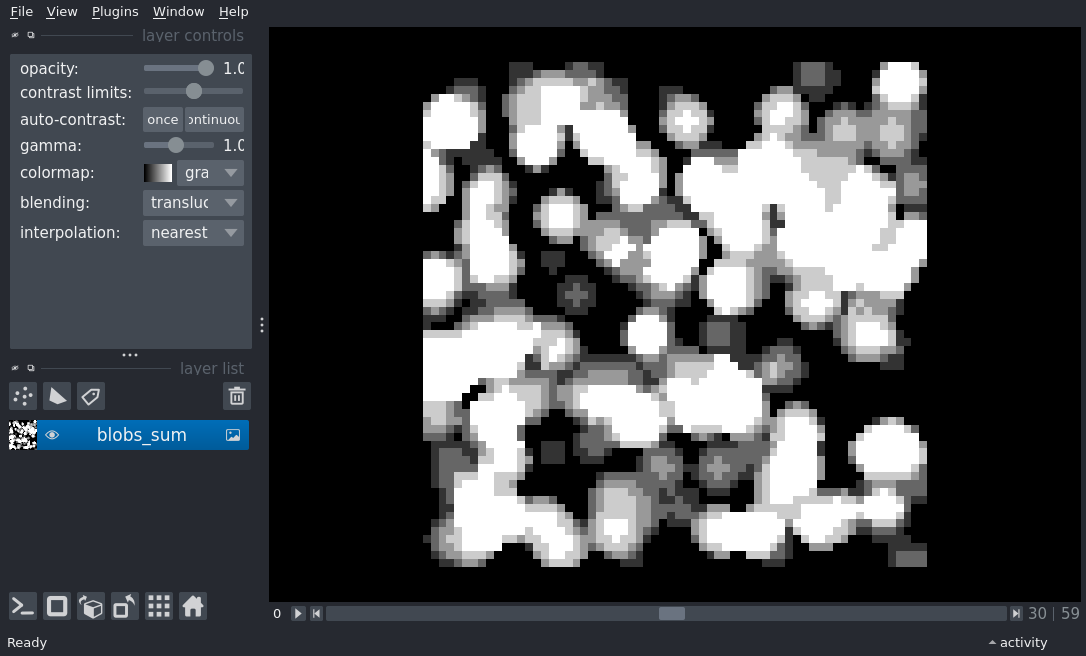 File View Plugins Window Help
layer controls
opacity: 1.0
contrast limits:
auto-contrast: once ontinuou
gamma: 1.0
colormap: gra
blending: transluc
interpolation: nearest
layer list
blobs_sum
0 30 | 59
Ready activity